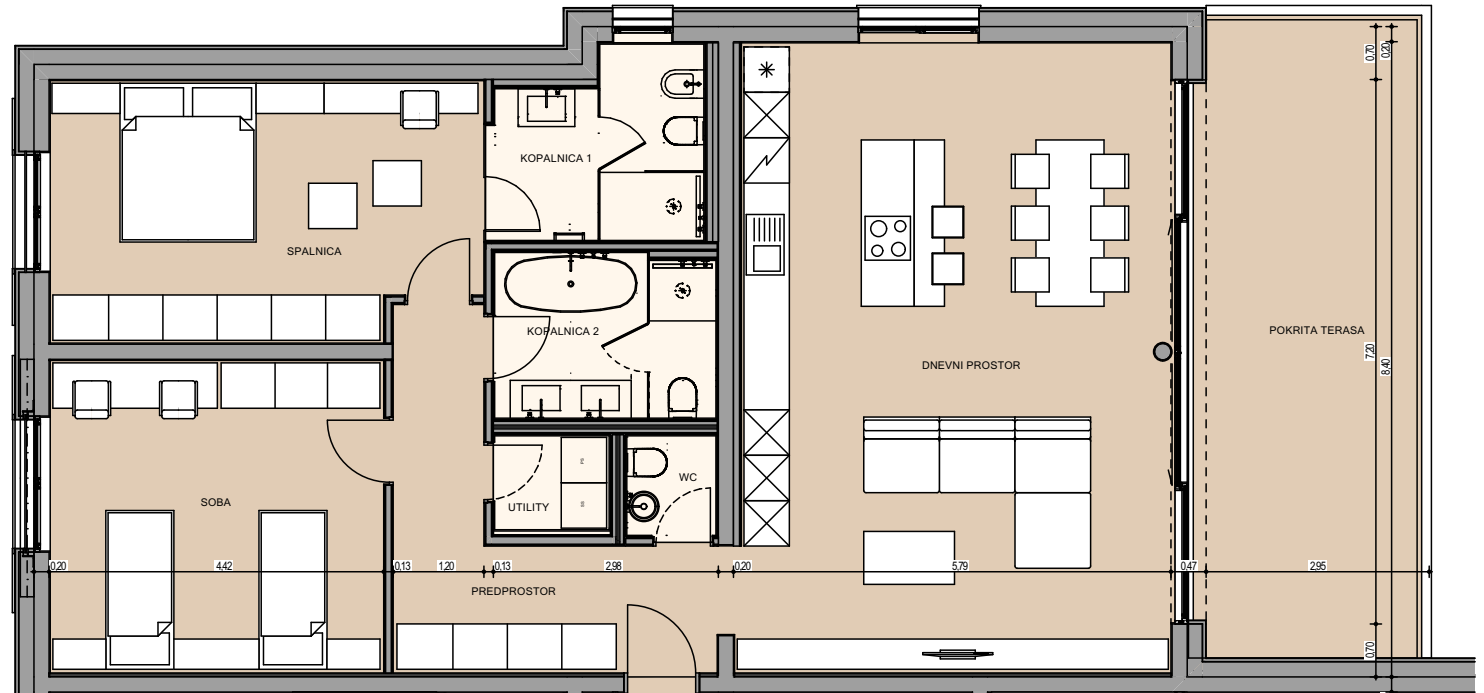 KOPALNICA 1
SPALNICA
KOPALNICA 2
POKRITA TERASA
DNEVNI PROSTOR
SOBA
UTILITY
WC
PREDPROSTOR
0,20 4,42 0,13 1,20 0,13 2,98 0,20 5,79 0,47 2,95
0,70 0,20
7,20 8,40
0,70